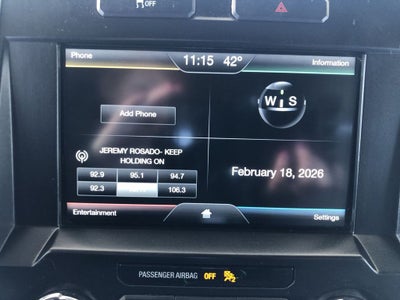 OFF
Phone
11:15 42°
Information
W S
Add Phone
JEREMY ROSADO- KEEP
HOLDING ON
92.9 95.1 94.7
92.3 106.3
February 18, 2026
Entertainment
Settings
PASSENGER AIRBAG OFF 2